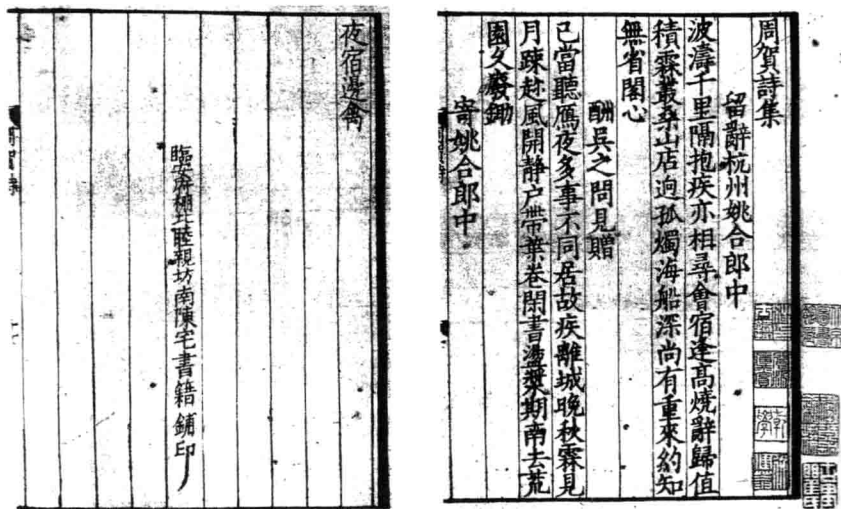 周賀詩集
留辭杭州姚合郎中
波濤千里隔抱疾亦相尋會宿逢高燒辭歸值
積霖叢桑山店迥孤燭海船深尚有重來約知
無省閣心
酬吳之問見贈
已當聽鴈夜多事不同居故疾離城晚秋霖見
月踈趂風開静户帶葉卷閑書盪槳期南去荒
園久廢鋤
寄姚合郎中
夜宿邊禽
臨安府棚北睦親坊南陳宅書籍鋪印